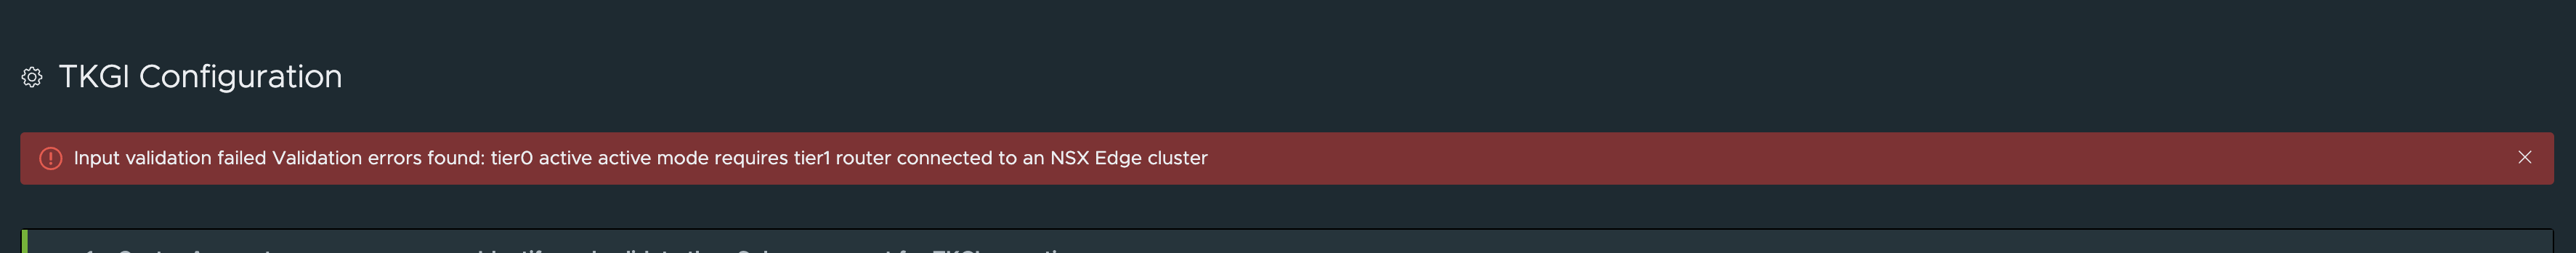 TKGI Configuration
Input validation failed Validation errors found: tier0 active active mode requires tier1 router connected to an NSX Edge cluster